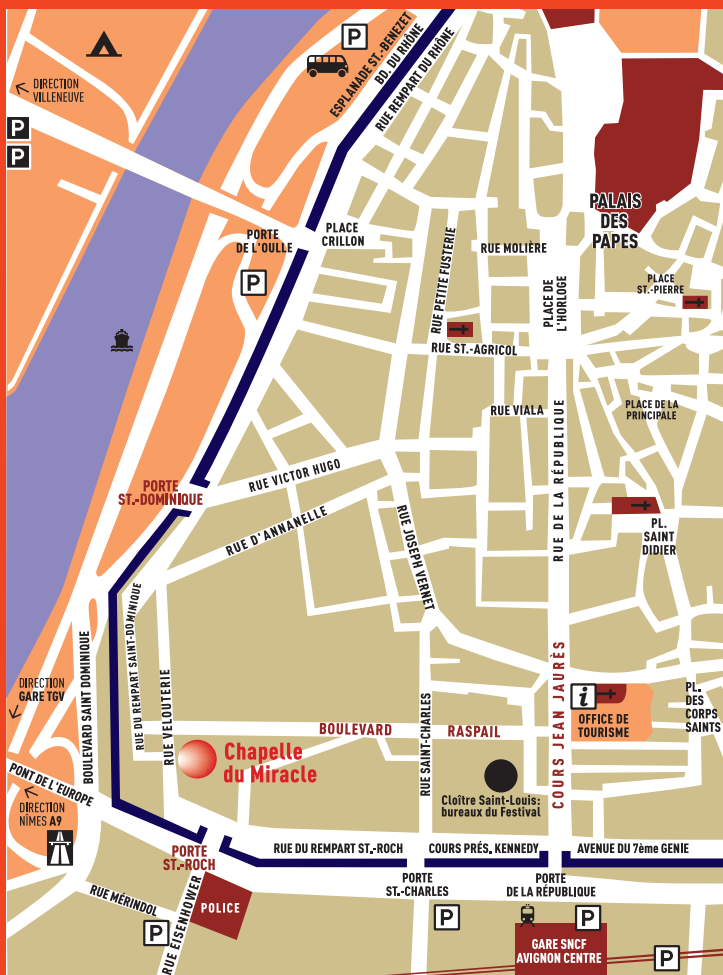 P
DIRECTION
VILLENEUVE
ESPLANADE ST.-BENEZET
BD. DU RHÔNE
RUE REMPART DU RHÔNE
P
P
PALAIS
DES
PAPES
PORTE
DE L'OULLE
PLACE
CRILLON
RUE PETITE FUSTERIE
RUE MOLIÈRE
PLACE DE
L'HORLOGE
PLACE
ST.-PIERRE
P
RUE ST.-AGRICOL
RUE VIALA
PLACE DE LA
PRINCIPALE
RUE DE LA RÉPUBLIQUE
PORTE
ST.-DOMINIQUE
RUE VICTOR HUGO
RUE D'ANNANELLE
RUE JOSEPH VERNET
PL.
SAINT
DIDIER
BOULEVARD SAINT DOMINIQUE
RUE DU REMPART SAINT-DOMINIQUE
RUE VELOUTERIE
DIRECTION
GARE TGV
BOULEVARD
RASPAIL
RUE SAINT-CHARLES
COURS JEAN JAURÈS
i
OFFICE DE
TOURISME
PL.
DES
CORPS
SAINTS
Chapelle
du Miracle
Cloître Saint-Louis:
bureaux du Festival
PONT DE L'EUROPE
DIRECTION
NÎMES A9
PORTE
ST.-ROCH
RUE DU REMPART ST.-ROCH
COURS PRÉS. KENNEDY
AVENUE DU 7ème GENIE
PORTE
ST.-CHARLES
PORTE
DE LA RÉPUBLIQUE
RUE MÉRINDOL
RUE EISENHOWER
POLICE
P
P
P
GARE SNCF
AVIGNON CENTRE
P